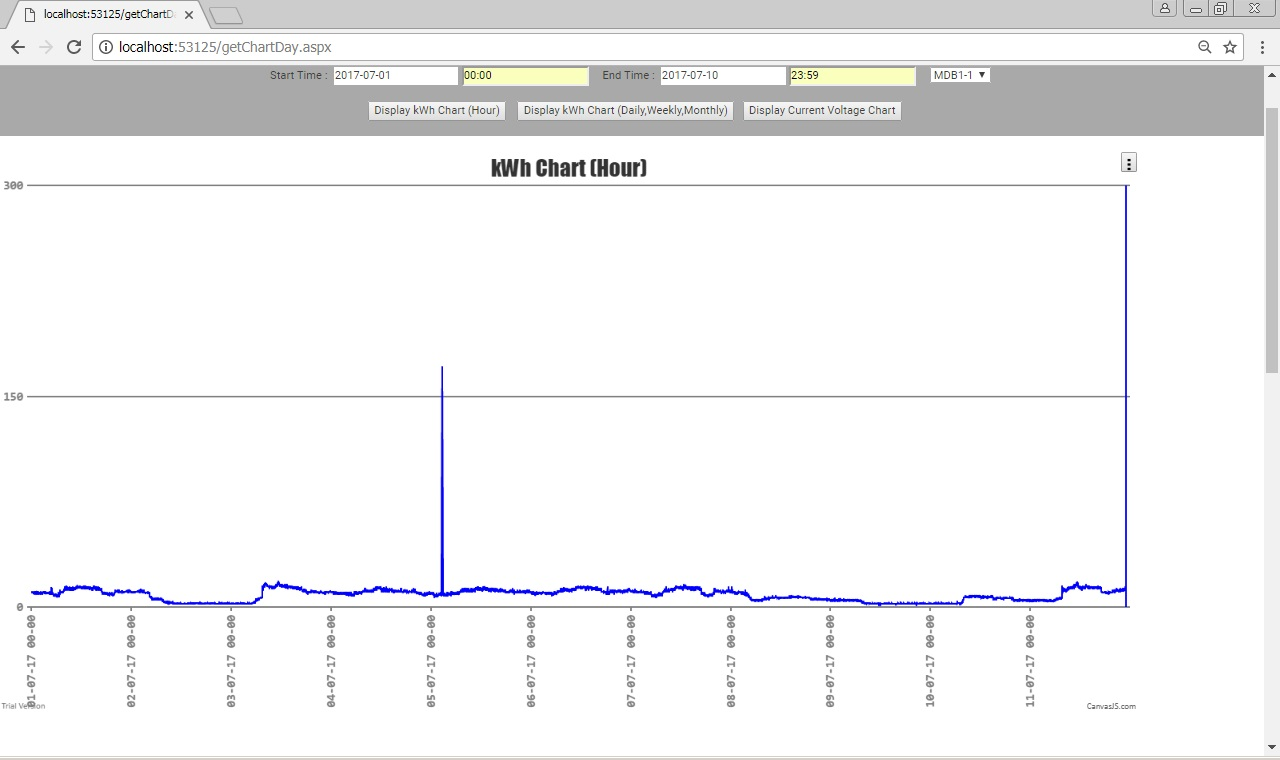 localhost:53125/getChartDa
localhost:53125/getChartDay.aspx
Start Time : 2017-07-01 00:00 End Time : 2017-07-10 23:59 MDB1-1
Display kWh Chart (Hour) Display kWh Chart (Daily,Weekly,Monthly) Display Current Voltage Chart
kWh Chart (Hour)
300
150
0
01-07-17 00-00
02-07-17 00-00
03-07-17 00-00
04-07-17 00-00
05-07-17 00-00
06-07-17 00-00
07-07-17 00-00
08-07-17 00-00
09-07-17 00-00
10-07-17 00-00
11-07-17 00-00
Trial Version
CanvasJS.com